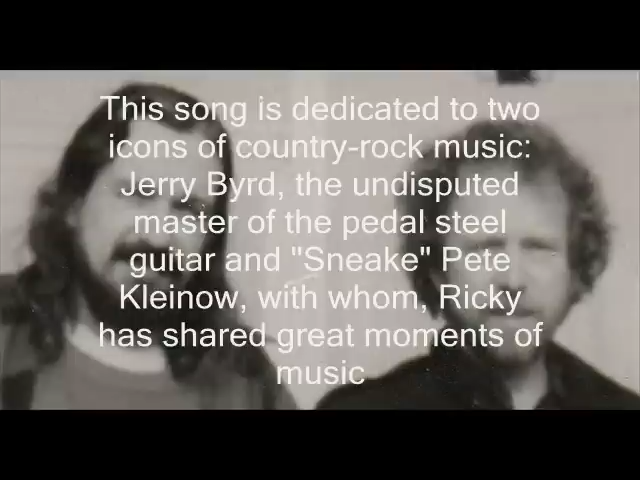 This song is dedicated to two
icons of country-rock music:
Jerry Byrd, the undisputed
master of the pedal steel
guitar and "Sneake" Pete
Kleinow, with whom, Ricky
has shared great moments of
music